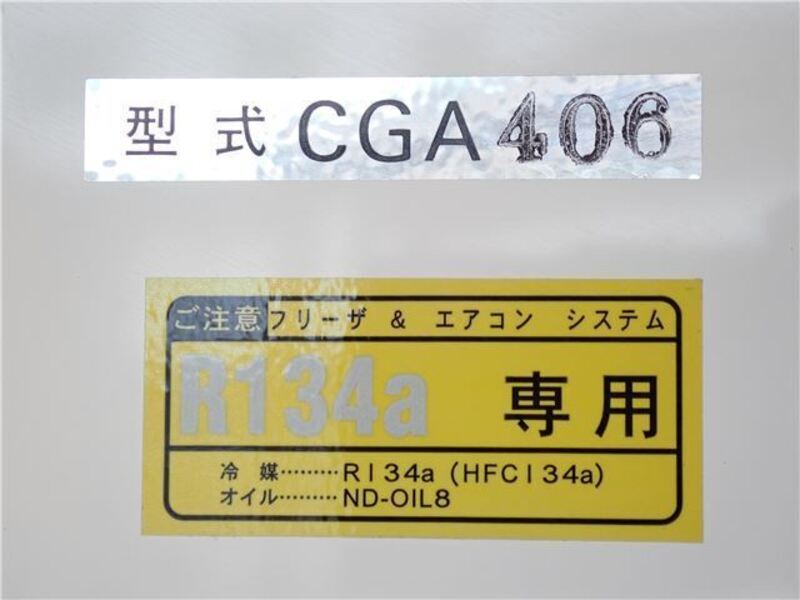 型式 CGA406
ご注意 フリーザ & エアコン システム
R134a 専用
冷媒………R134a (HFC134a)
オイル………ND-OIL8